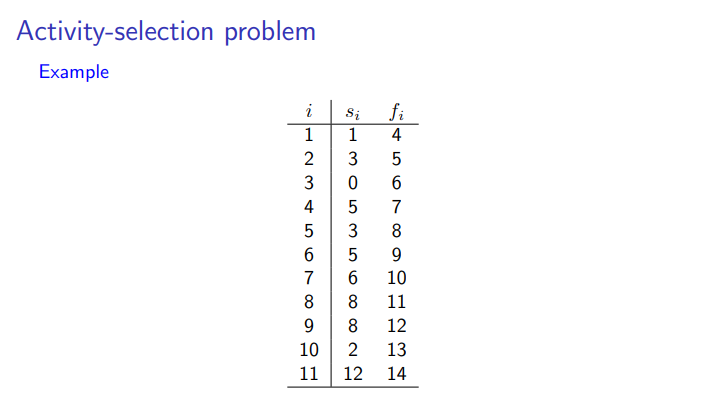 Activity-selection problem
Example
i s_i f_i
1 1 4
2 3 5
3 0 6
4 5 7
5 3 8
6 5 9
7 6 10
8 8 11
9 8 12
10 2 13
11 12 14